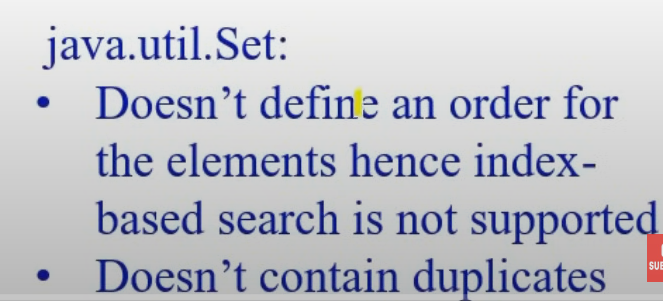 java.util.Set:
• Doesn't define an order for
the elements hence index-
based search is not supported
• Doesn't contain duplicates
SUB